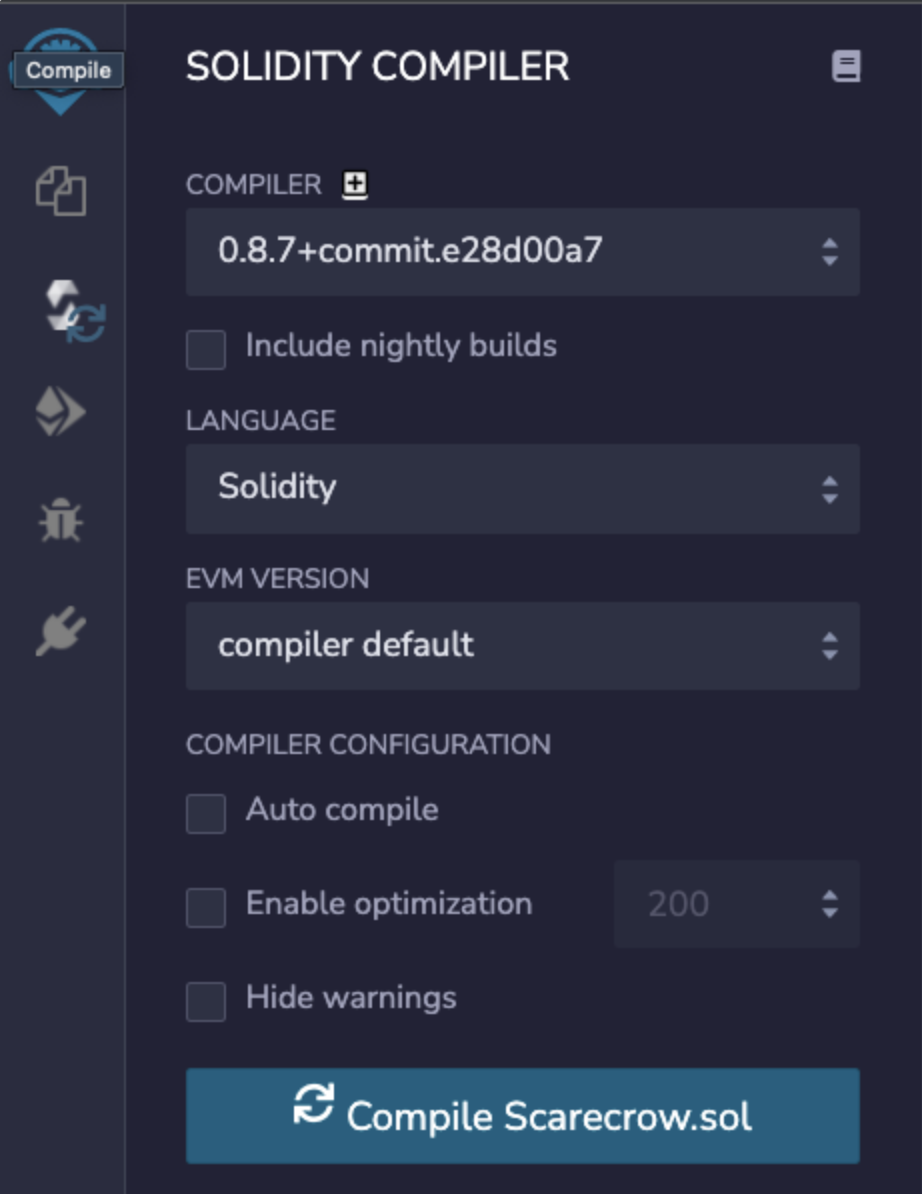 Compile
SOLIDITY COMPILER
COMPILER
0.8.7+commit.e28d00a7
Include nightly builds
LANGUAGE
Solidity
EVM VERSION
compiler default
COMPILER CONFIGURATION
Auto compile
Enable optimization 200
Hide warnings
Compile Scarecrow.sol